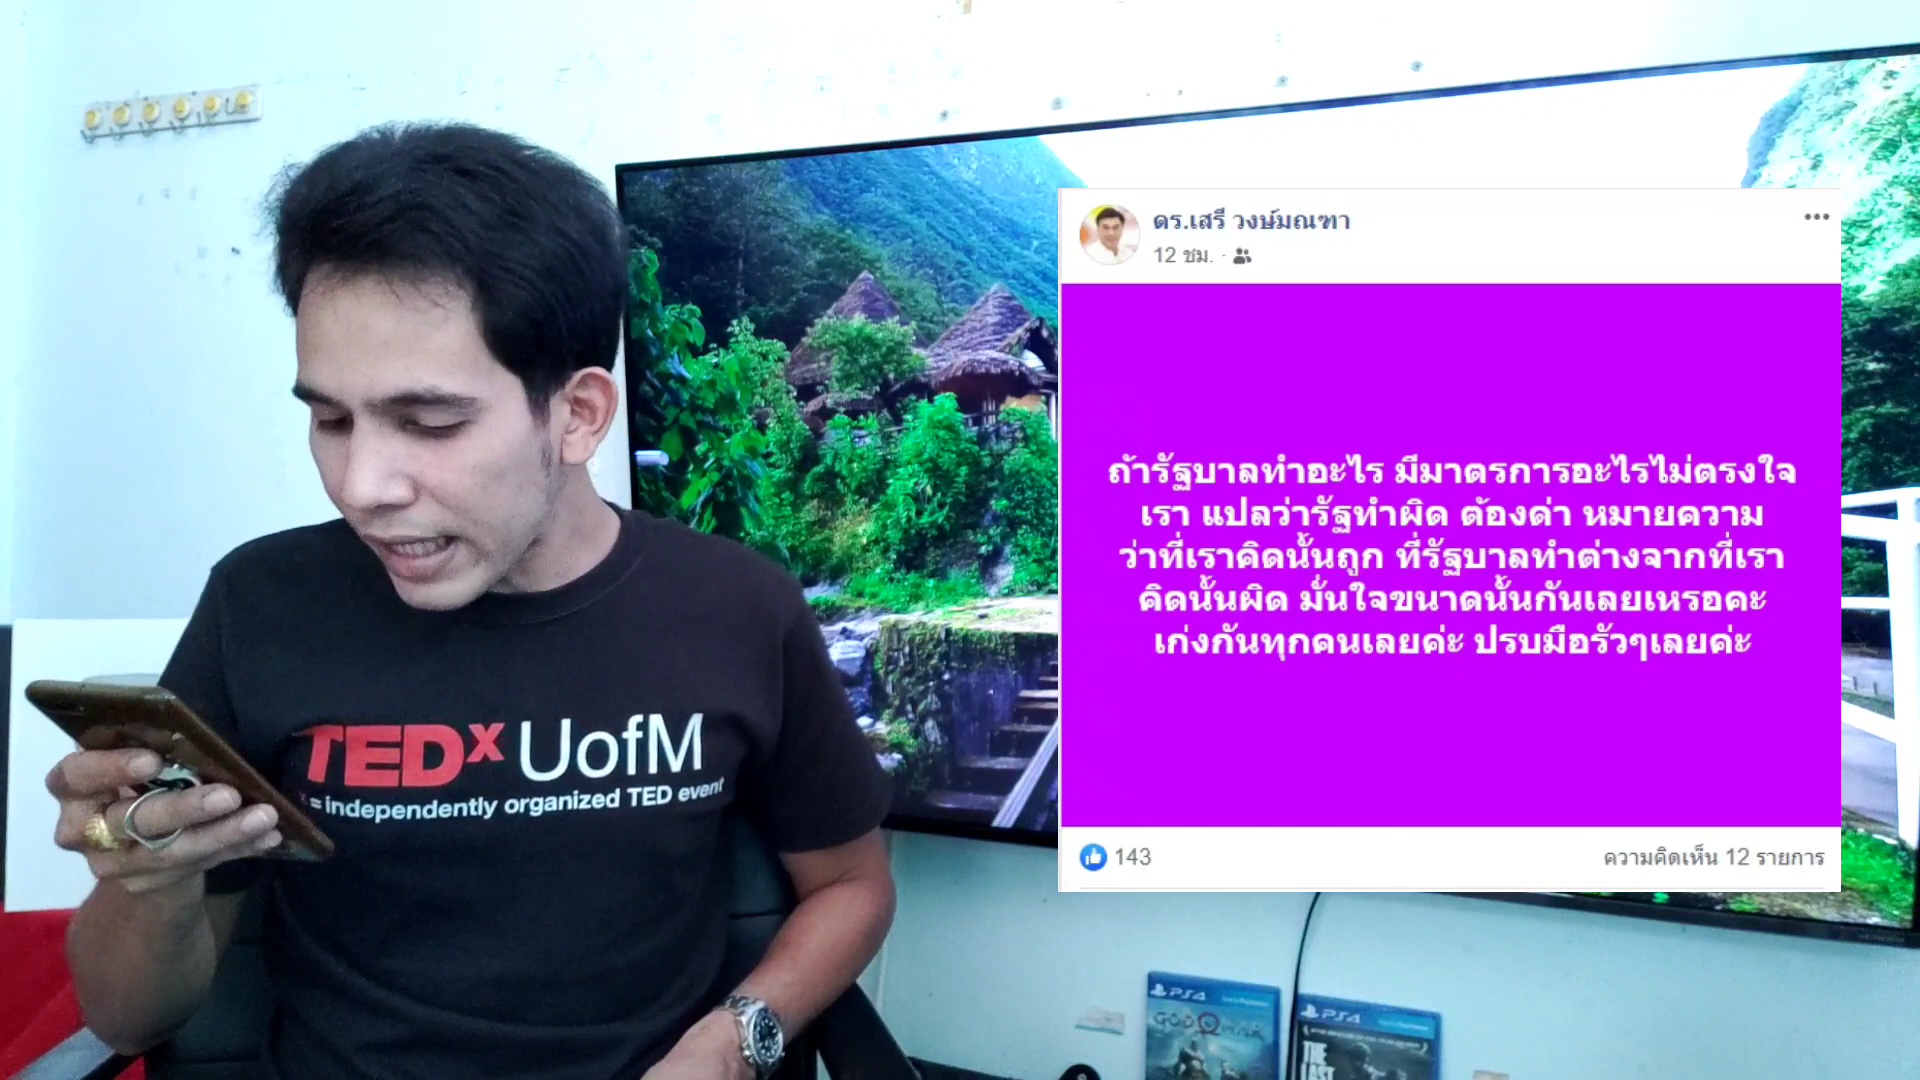 ดร.เสรี วงษ์มณฑา
12 ชม.
ถ้ารัฐบาลทำอะไร มีมาตรการอะไรไม่ตรงใจ
เรา แปลว่ารัฐทำผิด ต้องด่า หมายความ
ว่าที่เราคิดนั้นถูก ที่รัฐบาลทำต่างจากที่เรา
คิดนั้นผิด มั่นใจขนาดนั้นกันเลยเหรอคะ
เก่งกันทุกคนเลยค่ะ ปรบมือรัวๆเลยค่ะ
143
ความคิดเห็น 12 รายการ
TEDx UofM
x = independently organized TED event
PS4
GOD OF WAR
PS4
THE
LAST